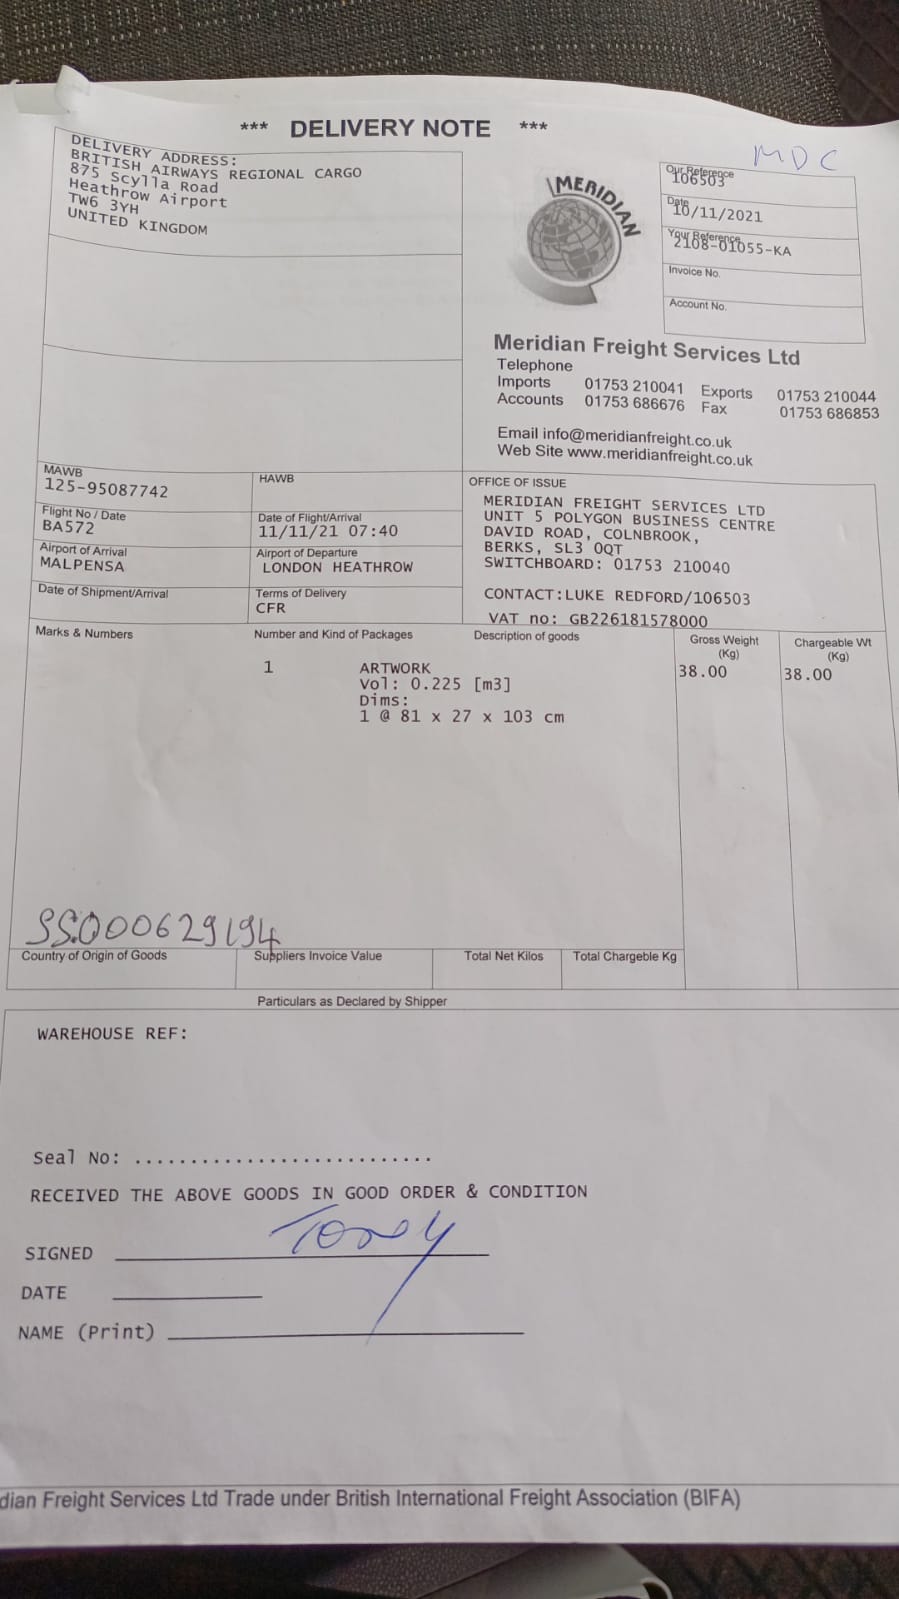 *** DELIVERY NOTE ***
MDC
DELIVERY ADDRESS:
BRITISH AIRWAYS REGIONAL CARGO
875 Scylla Road
Heathrow Airport
TW6 3YH
UNITED KINGDOM
MERIDIAN
Our Reference
106503
Date
10/11/2021
Your Reference
2108-01055-KA
Invoice No.
Account No.
Meridian Freight Services Ltd
Telephone
Imports 01753 210041 Exports 01753 210044
Accounts 01753 686676 Fax 01753 686853
Email info@meridianfreight.co.uk
Web Site www.meridianfreight.co.uk
MAWB
125-95087742
HAWB
Flight No / Date
BA572
Date of Flight/Arrival
11/11/21 07:40
Airport of Arrival
MALPENSA
Airport of Departure
LONDON HEATHROW
Date of Shipment/Arrival
Terms of Delivery
CFR
OFFICE OF ISSUE
MERIDIAN FREIGHT SERVICES LTD
UNIT 5 POLYGON BUSINESS CENTRE
DAVID ROAD, COLNBROOK,
BERKS, SL3 0QT
SWITCHBOARD: 01753 210040
CONTACT:LUKE REDFORD/106503
VAT no: GB226181578000
Marks & Numbers Number and Kind of Packages Description of goods Gross Weight (Kg) Chargeable Wt (Kg)
1 ARTWORK 38.00 38.00
Vol: 0.225 [m3]
Dims:
1 @ 81 x 27 x 103 cm
SS000629194
Country of Origin of Goods Suppliers Invoice Value Total Net Kilos Total Chargeble Kg
Particulars as Declared by Shipper
WAREHOUSE REF:
Seal No: ...........................
RECEIVED THE ABOVE GOODS IN GOOD ORDER & CONDITION
SIGNED
DATE
NAME (Print)
dian Freight Services Ltd Trade under British International Freight Association (BIFA)